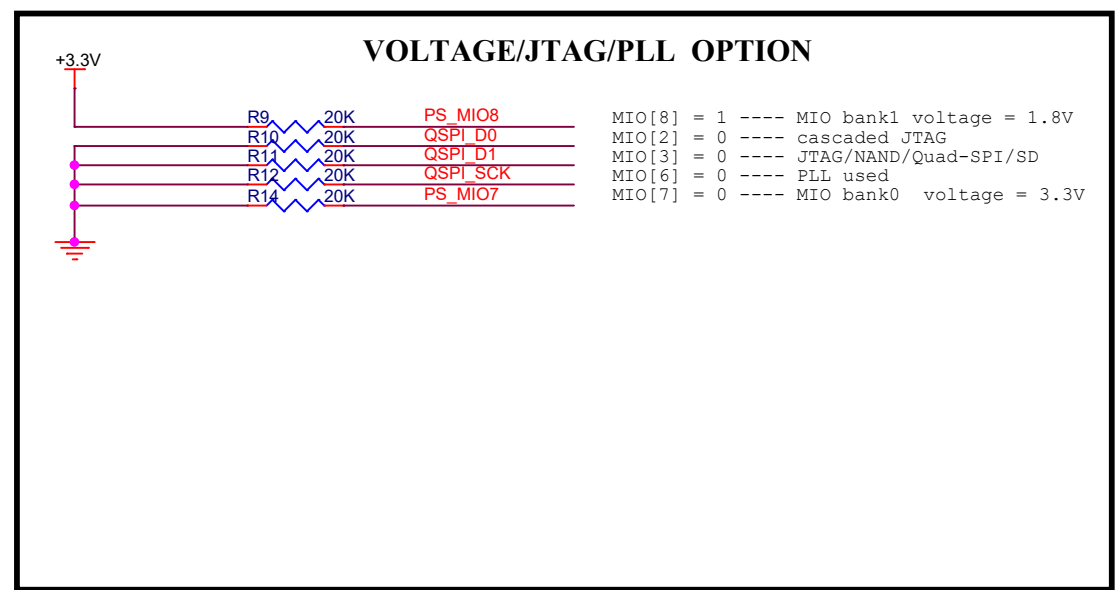 VOLTAGE/JTAG/PLL OPTION
+3.3V
R9 20K PS_MIO8 MIO[8] = 1 ---- MIO bank1 voltage = 1.8V
R10 20K QSPI_D0 MIO[2] = 0 ---- cascaded JTAG
R11 20K QSPI_D1 MIO[3] = 0 ---- JTAG/NAND/Quad-SPI/SD
R12 20K QSPI_SCK MIO[6] = 0 ---- PLL used
R14 20K PS_MIO7 MIO[7] = 0 ---- MIO bank0 voltage = 3.3V